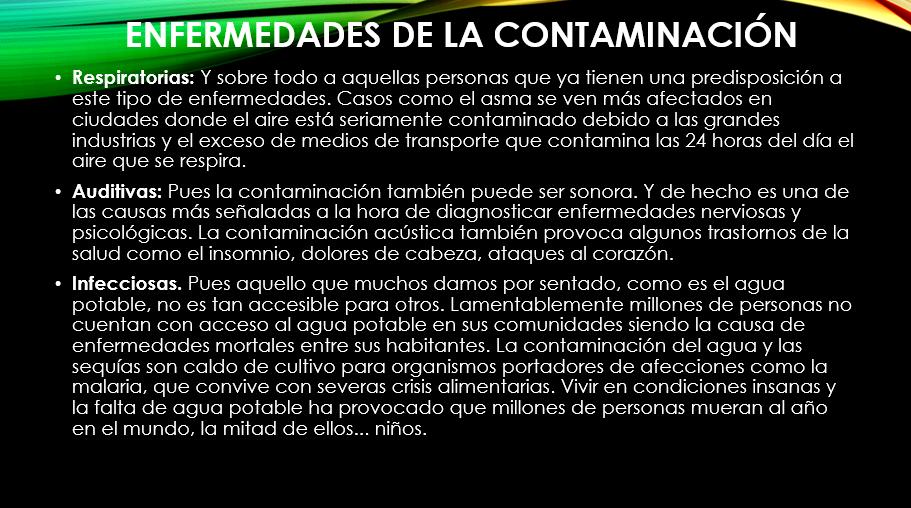 ENFERMEDADES DE LA CONTAMINACIÓN
• Respiratorias: Y sobre todo a aquellas personas que ya tienen una predisposición a
este tipo de enfermedades. Casos como el asma se ven más afectados en
ciudades donde el aire está seriamente contaminado debido a las grandes
industrias y el exceso de medios de transporte que contamina las 24 horas del día el
aire que se respira.
• Auditivas: Pues la contaminación también puede ser sonora. Y de hecho es una de
las causas más señaladas a la hora de diagnosticar enfermedades nerviosas y
psicológicas. La contaminación acústica también provoca algunos trastornos de la
salud como el insomnio, dolores de cabeza, ataques al corazón.
• Infecciosas. Pues aquello que muchos damos por sentado, como es el agua
potable, no es tan accesible para otros. Lamentablemente millones de personas no
cuentan con acceso al agua potable en sus comunidades siendo la causa de
enfermedades mortales entre sus habitantes. La contaminación del agua y las
sequías son caldo de cultivo para organismos portadores de afecciones como la
malaria, que convive con severas crisis alimentarias. Vivir en condiciones insanas y
la falta de agua potable ha provocado que millones de personas mueran al año
en el mundo, la mitad de ellos... niños.